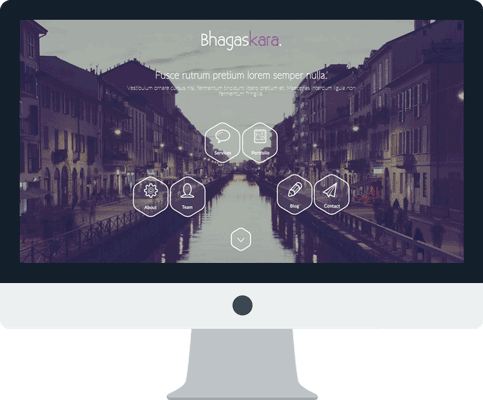 Bhagaskara.
Fusce rutrum pretium lorem semper nulla.
Vestibulum ornare cursus nisl, fermentum tincidunt libero pretium et. Maecenas interdum ligula non
fermentum fringilla.
Services
Portfolio
About
Team
Blog
Contact